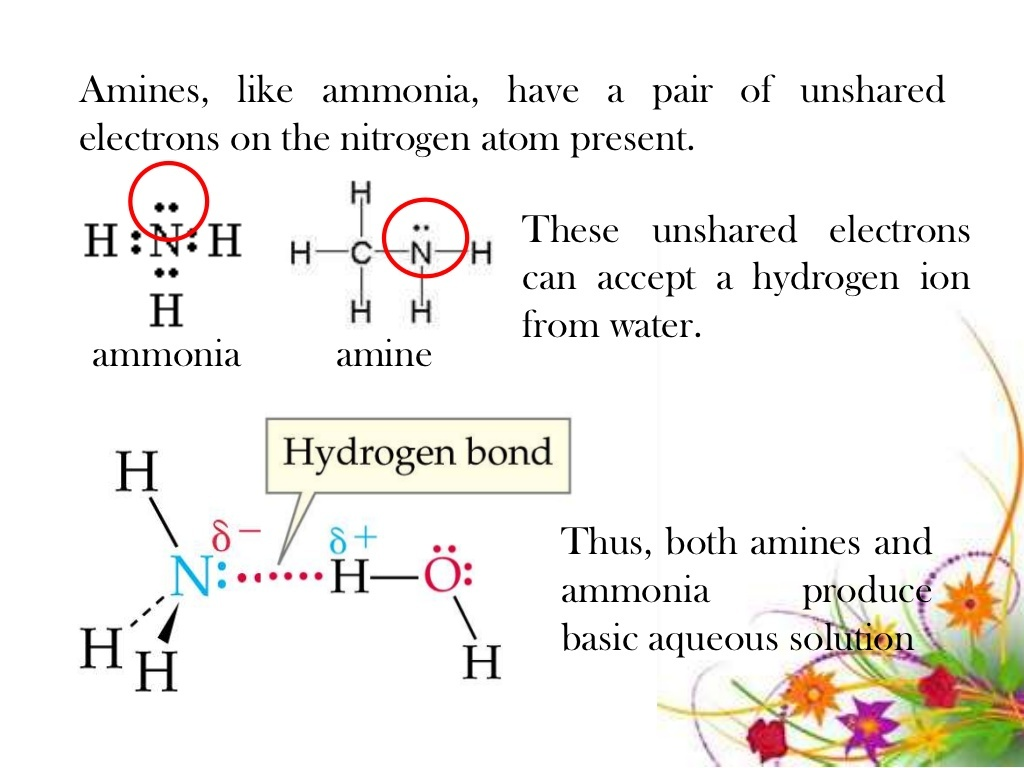 Amines, like ammonia, have a pair of unshared
electrons on the nitrogen atom present.
H : N : H
H
ammonia
H
H C N H
H H
amine
These unshared electrons
can accept a hydrogen ion
from water.
Hydrogen bond
H
δ− δ+
N: H—O:
H H H
Thus, both amines and
ammonia produce
basic aqueous solution